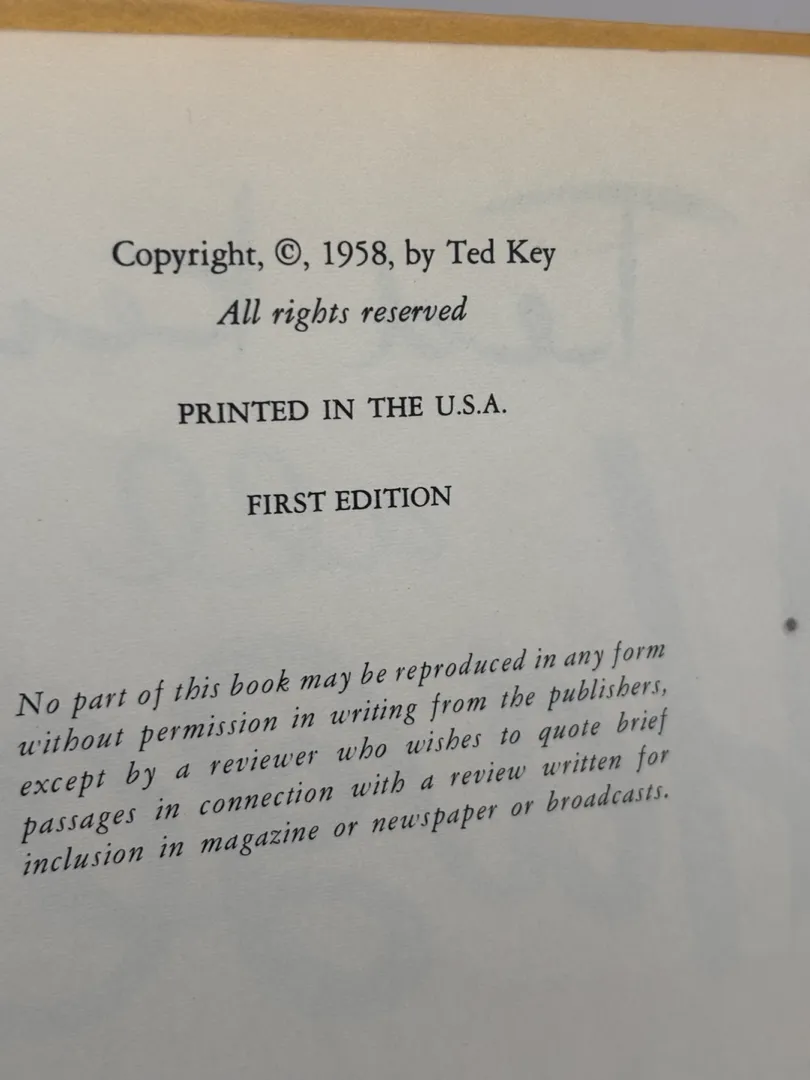 Copyright, ©, 1958, by Ted Key
All rights reserved
PRINTED IN THE U.S.A.
FIRST EDITION
No part of this book may be reproduced in any form
without permission in writing from the publishers,
except by a reviewer who wishes to quote brief
passages in connection with a review written for
inclusion in magazine or newspaper or broadcasts.